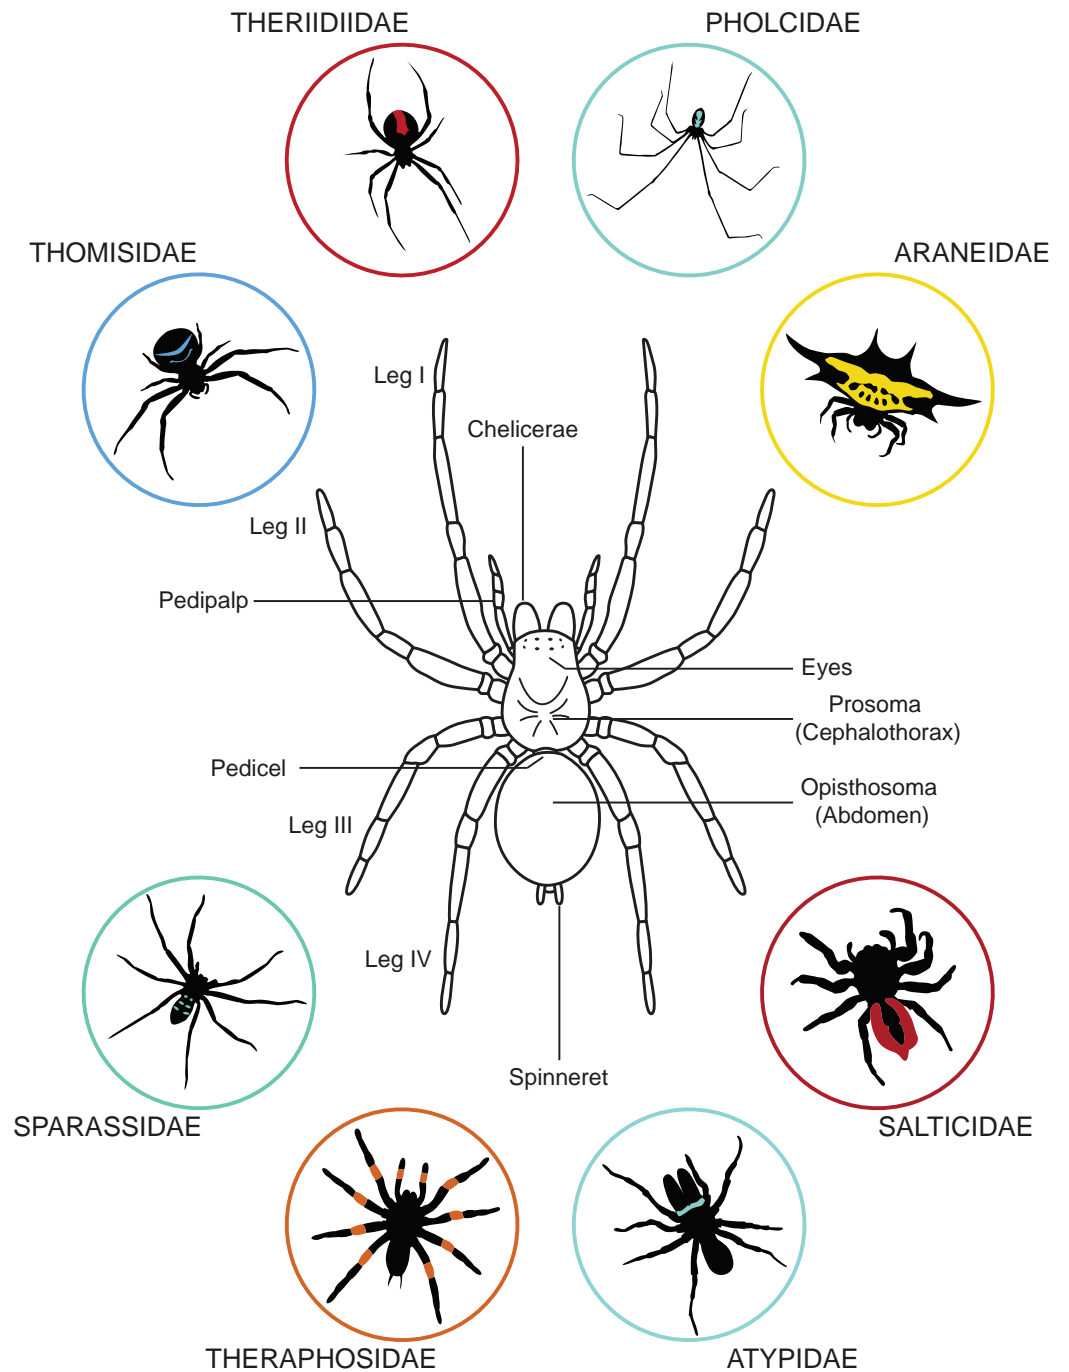 THERIIDIIDAE
PHOLCIDAE
THOMISIDAE
ARANEIDAE
Leg I
Chelicerae
Leg II
Pedipalp
Eyes
Prosoma
(Cephalothorax)
Pedicel
Opisthosoma
(Abdomen)
Leg III
Leg IV
Spinneret
SPARASSIDAE
SALTICIDAE
THERAPHOSIDAE
ATYPIDAE